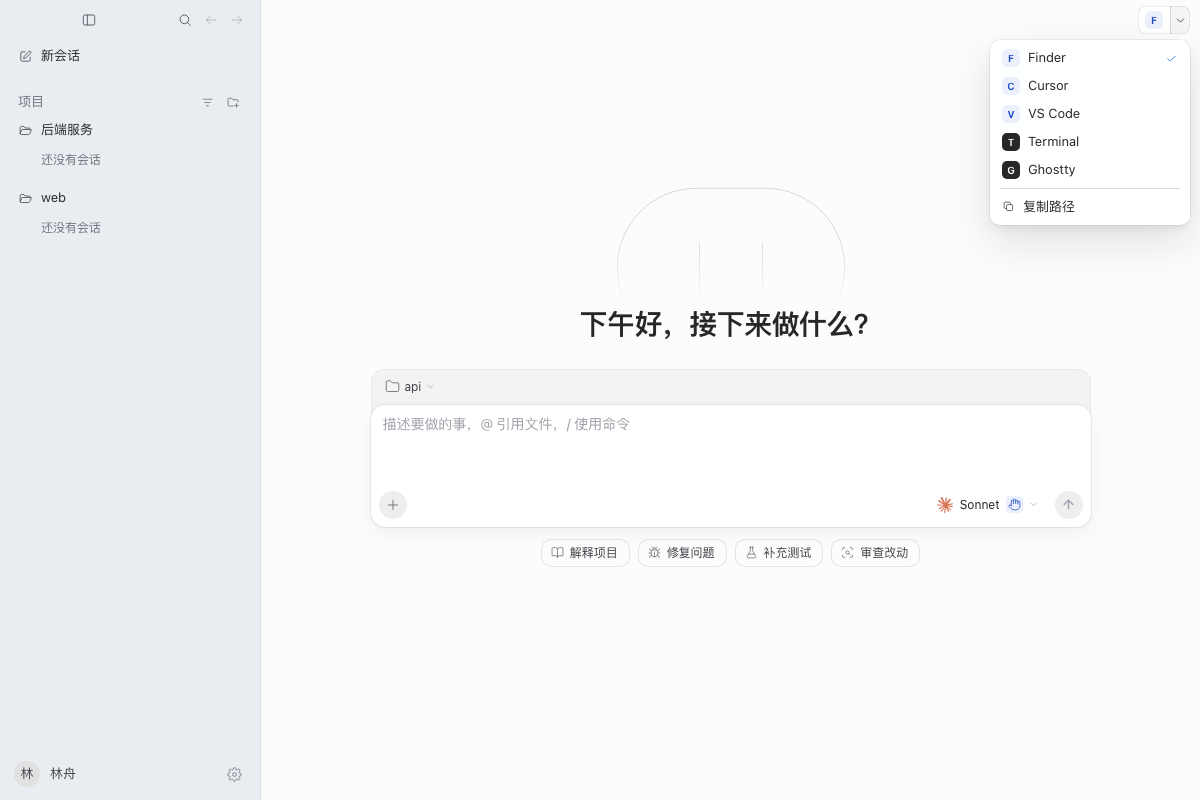 新会话
项目
后端服务
还没有会话
web
还没有会话
林 林舟
F
F Finder
C Cursor
V VS Code
T Terminal
G Ghostty
复制路径
下午好，接下来做什么？
api
描述要做的事，@ 引用文件，/ 使用命令
Sonnet
解释项目 修复问题 补充测试 审查改动